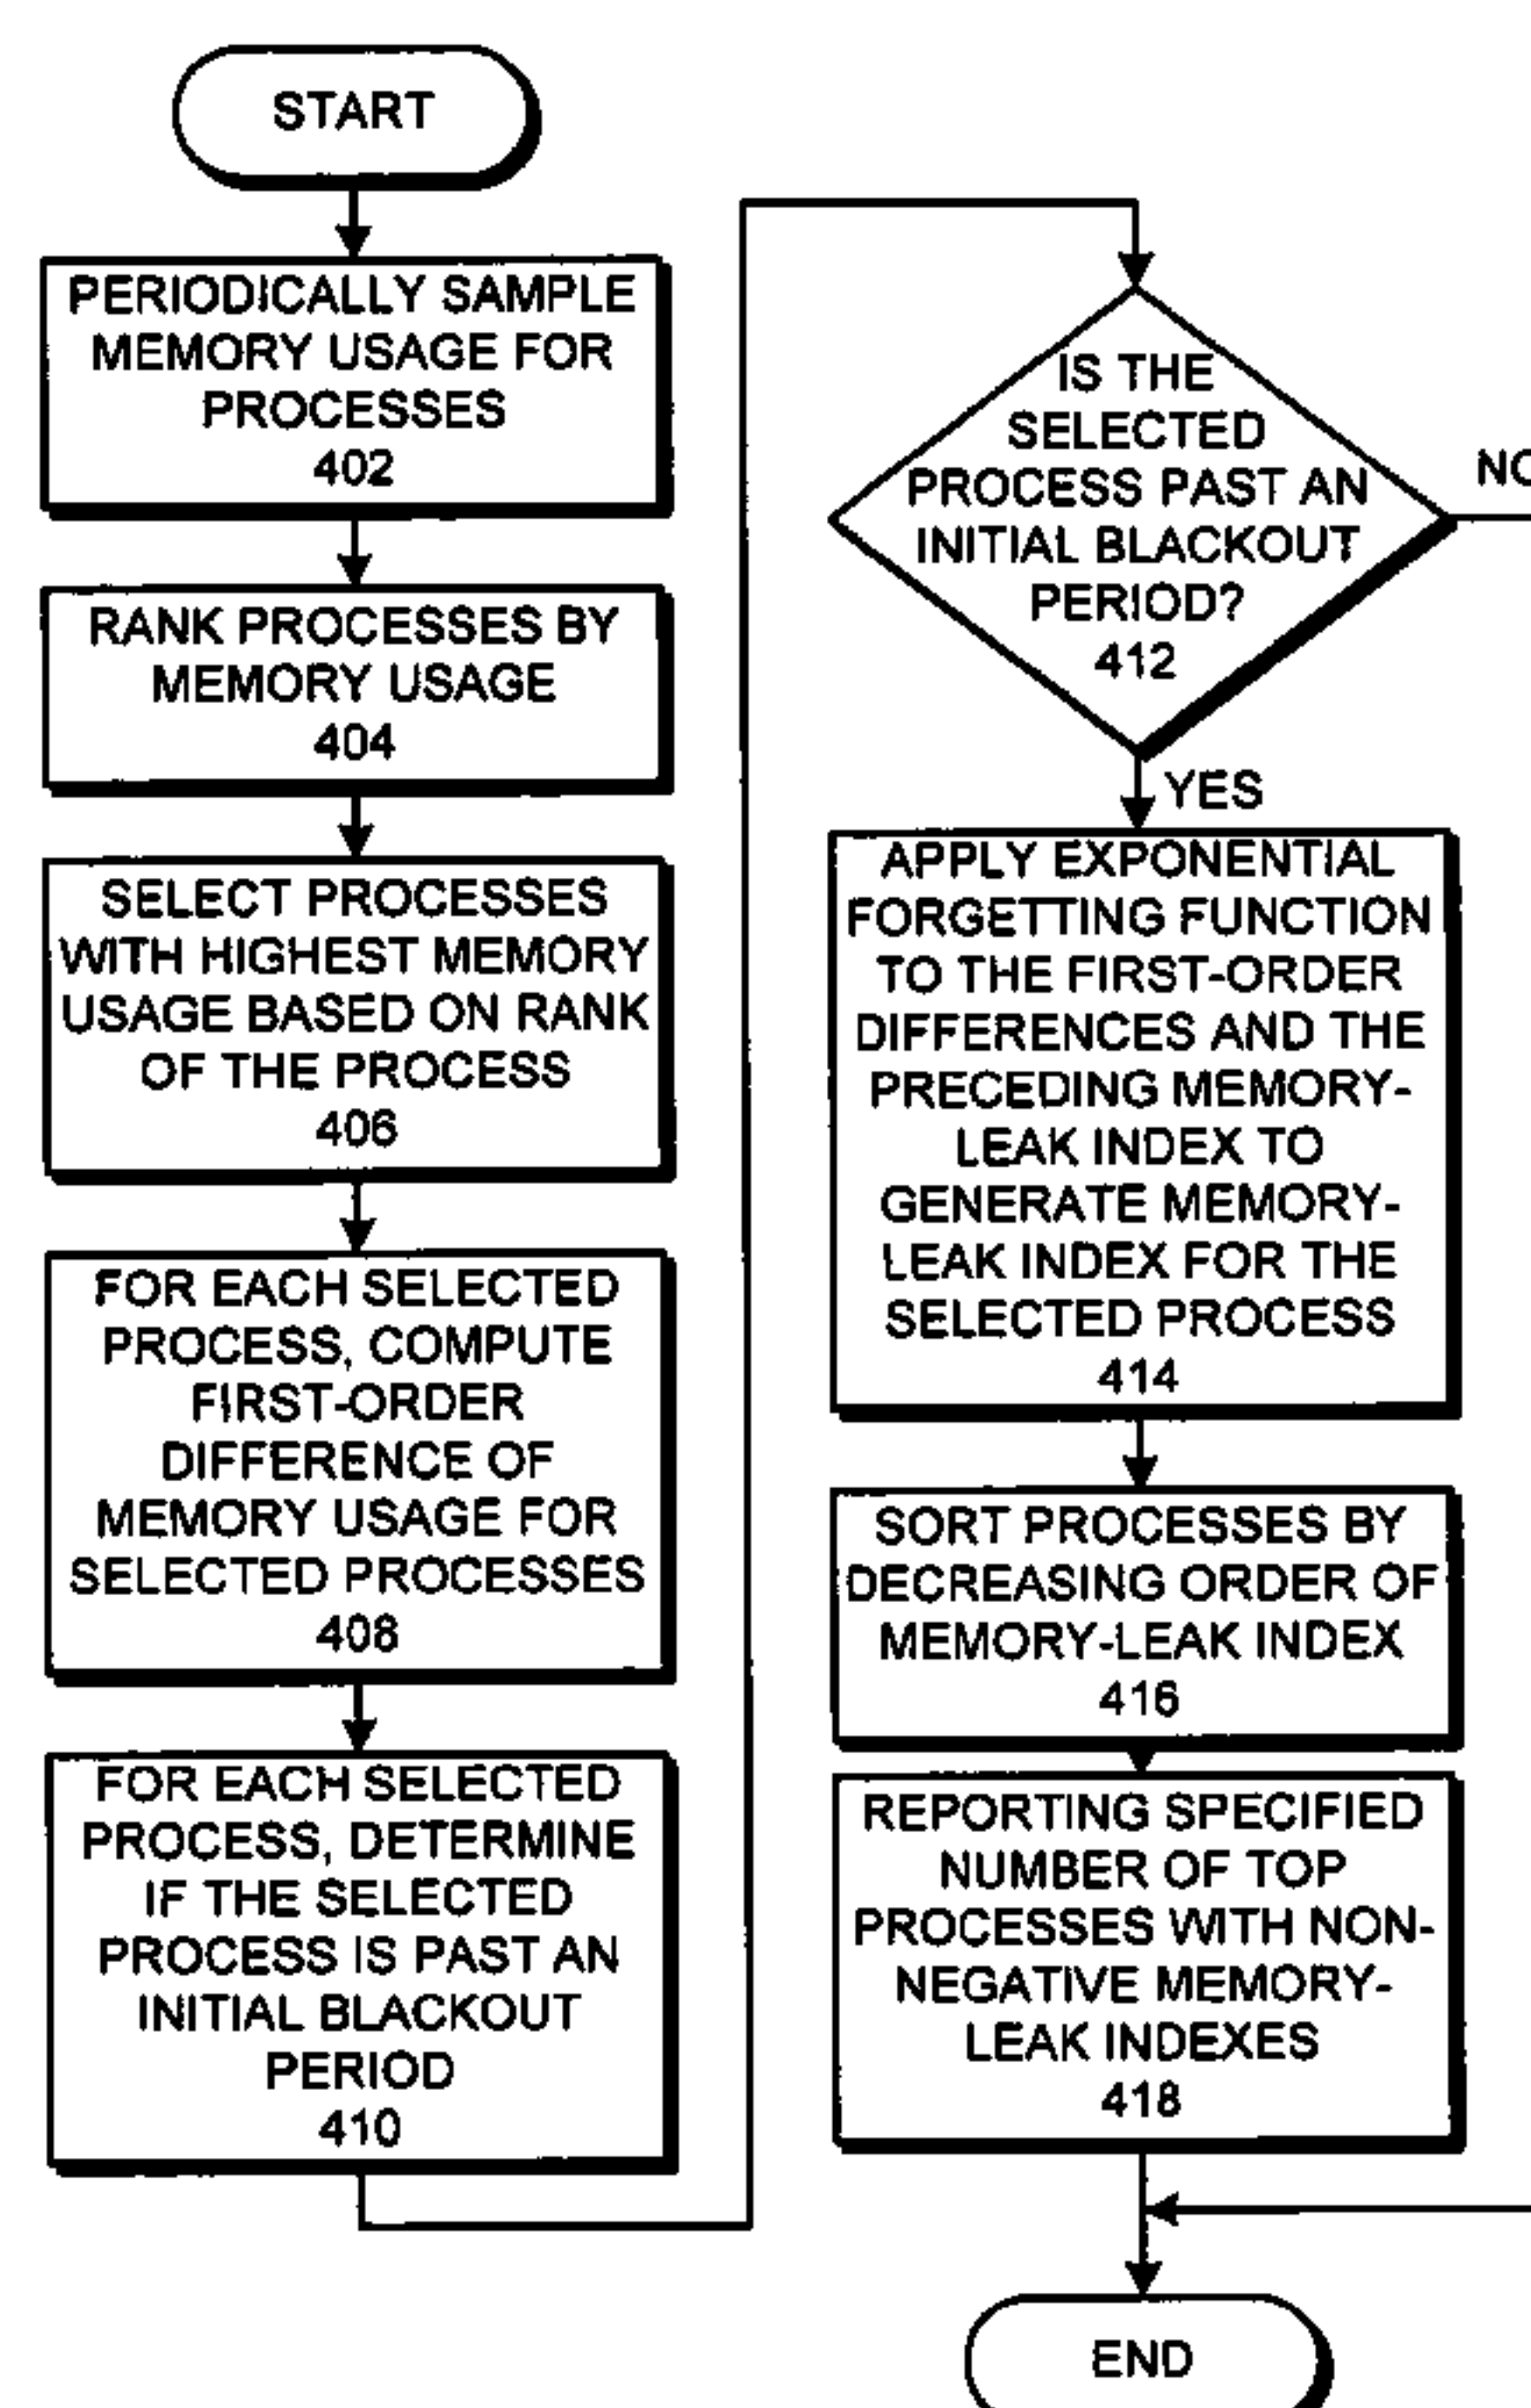 START
PERIODICALLY SAMPLE
MEMORY USAGE FOR
PROCESSES
402
RANK PROCESSES BY
MEMORY USAGE
404
SELECT PROCESSES
WITH HIGHEST MEMORY
USAGE BASED ON RANK
OF THE PROCESS
406
FOR EACH SELECTED
PROCESS, COMPUTE
FIRST-ORDER
DIFFERENCE OF
MEMORY USAGE FOR
SELECTED PROCESSES
408
FOR EACH SELECTED
PROCESS, DETERMINE
IF THE SELECTED
PROCESS IS PAST AN
INITIAL BLACKOUT
PERIOD
410
IS THE
SELECTED
PROCESS PAST AN
INITIAL BLACKOUT
PERIOD?
412
NO
YES
APPLY EXPONENTIAL
FORGETTING FUNCTION
TO THE FIRST-ORDER
DIFFERENCES AND THE
PRECEDING MEMORY-
LEAK INDEX TO
GENERATE MEMORY-
LEAK INDEX FOR THE
SELECTED PROCESS
414
SORT PROCESSES BY
DECREASING ORDER OF
MEMORY-LEAK INDEX
416
REPORTING SPECIFIED
NUMBER OF TOP
PROCESSES WITH NON-
NEGATIVE MEMORY-
LEAK INDEXES
418
END